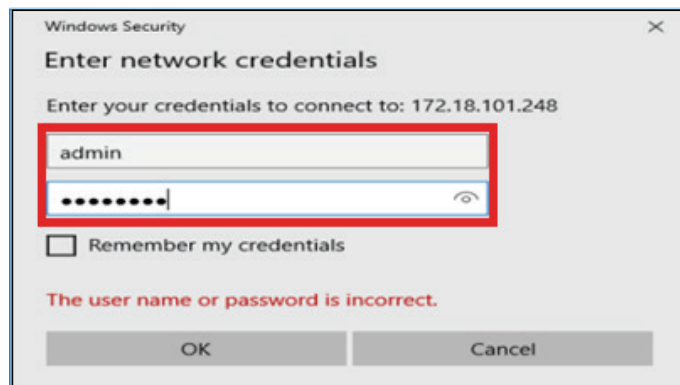 Windows Security
Enter network credentials
Enter your credentials to connect to: 172.18.101.248
admin
••••••••
Remember my credentials
The user name or password is incorrect.
OK Cancel